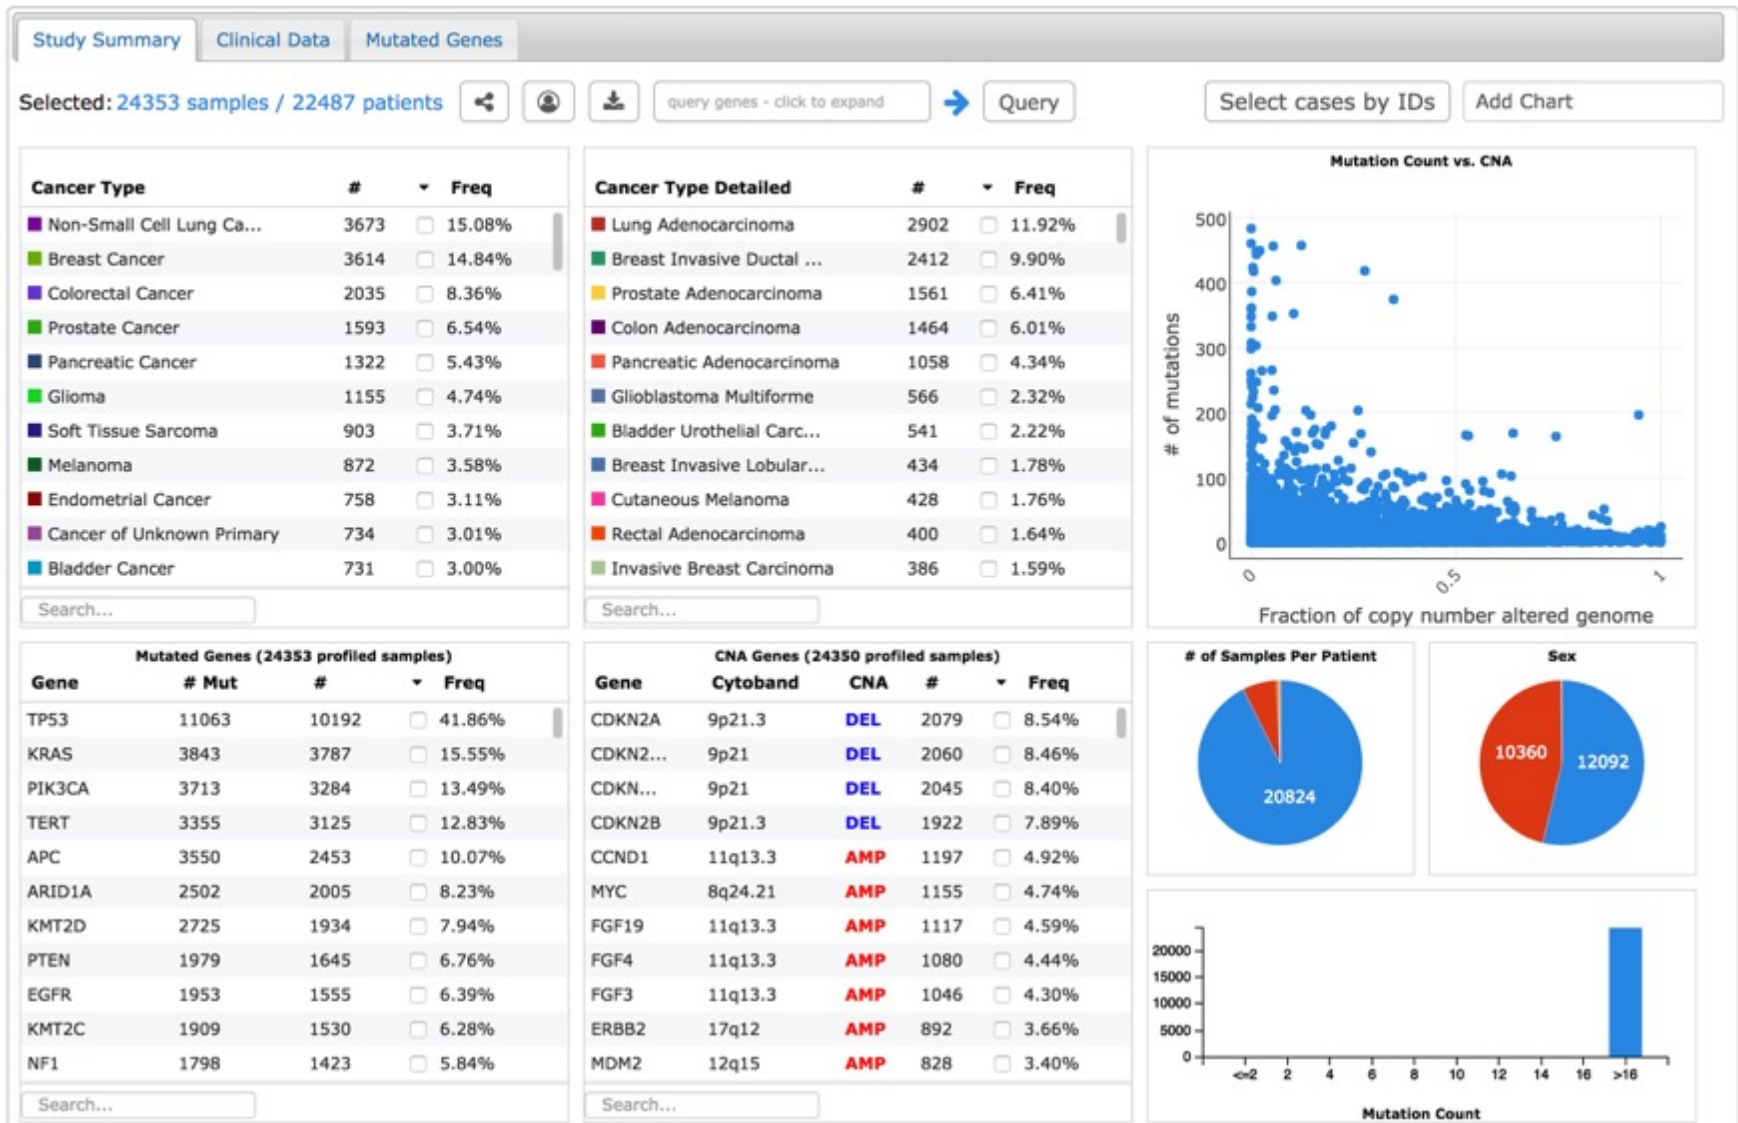 Study Summary Clinical Data Mutated Genes
Selected: 24353 samples / 22487 patients query genes - click to expand Query Select cases by IDs Add Chart
Cancer Type # Freq
Non-Small Cell Lung Ca... 3673 15.08%
Breast Cancer 3614 14.84%
Colorectal Cancer 2035 8.36%
Prostate Cancer 1593 6.54%
Pancreatic Cancer 1322 5.43%
Glioma 1155 4.74%
Soft Tissue Sarcoma 903 3.71%
Melanoma 872 3.58%
Endometrial Cancer 758 3.11%
Cancer of Unknown Primary 734 3.01%
Bladder Cancer 731 3.00%
Search...
Cancer Type Detailed # Freq
Lung Adenocarcinoma 2902 11.92%
Breast Invasive Ductal ... 2412 9.90%
Prostate Adenocarcinoma 1561 6.41%
Colon Adenocarcinoma 1464 6.01%
Pancreatic Adenocarcinoma 1058 4.34%
Glioblastoma Multiforme 566 2.32%
Bladder Urothelial Carc... 541 2.22%
Breast Invasive Lobular... 434 1.78%
Cutaneous Melanoma 428 1.76%
Rectal Adenocarcinoma 400 1.64%
Invasive Breast Carcinoma 386 1.59%
Search...
Mutation Count vs. CNA
# of mutations
500
400
300
200
100
0
0 0.5 1
Fraction of copy number altered genome
Mutated Genes (24353 profiled samples)
Gene # Mut # Freq
TP53 11063 10192 41.86%
KRAS 3843 3787 15.55%
PIK3CA 3713 3284 13.49%
TERT 3355 3125 12.83%
APC 3550 2453 10.07%
ARID1A 2502 2005 8.23%
KMT2D 2725 1934 7.94%
PTEN 1979 1645 6.76%
EGFR 1953 1555 6.39%
KMT2C 1909 1530 6.28%
NF1 1798 1423 5.84%
Search...
CNA Genes (24350 profiled samples)
Gene Cytoband CNA # Freq
CDKN2A 9p21.3 DEL 2079 8.54%
CDKN2... 9p21 DEL 2060 8.46%
CDKN... 9p21 DEL 2045 8.40%
CDKN2B 9p21.3 DEL 1922 7.89%
CCND1 11q13.3 AMP 1197 4.92%
MYC 8q24.21 AMP 1155 4.74%
FGF19 11q13.3 AMP 1117 4.59%
FGF4 11q13.3 AMP 1080 4.44%
FGF3 11q13.3 AMP 1046 4.30%
ERBB2 17q12 AMP 892 3.66%
MDM2 12q15 AMP 828 3.40%
Search...
# of Samples Per Patient
20824
Sex
10360 12092
20000
15000
10000
5000
0
<=2 2 4 6 8 10 12 14 16 >16
Mutation Count